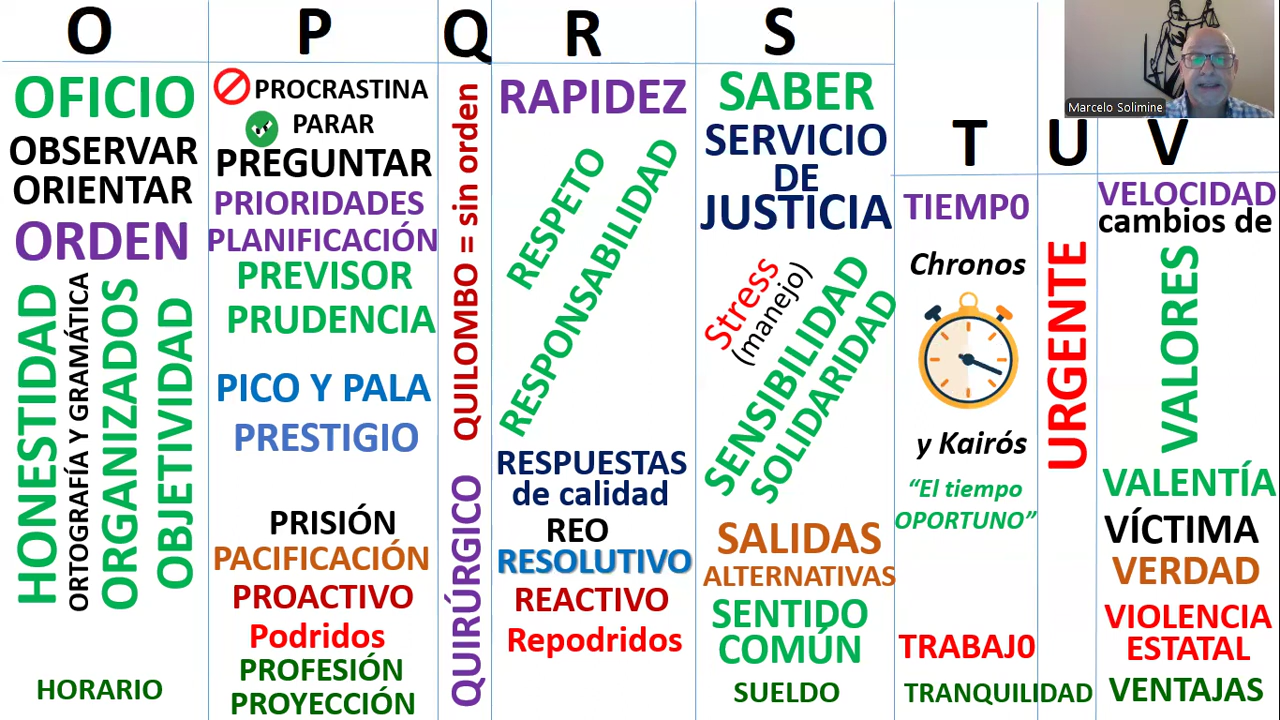 O
OFICIO
OBSERVAR
ORIENTAR
ORDEN
HONESTIDAD
ORTOGRAFÍA Y GRAMÁTICA
ORGANIZADOS
OBJETIVIDAD
HORARIO
P
PROCRASTINA
PARAR
PREGUNTAR
PRIORIDADES
PLANIFICACIÓN
PREVISOR
PRUDENCIA
PICO Y PALA
PRESTIGIO
PRISIÓN
PACIFICACIÓN
PROACTIVO
Podridos
PROFESIÓN
PROYECCIÓN
Q
QUILOMBO = sin orden
QUIRÚRGICO
R
RAPIDEZ
RESPETO
RESPONSABILIDAD
RESPUESTAS
de calidad
REO
RESOLUTIVO
REACTIVO
Repodridos
S
SABER
SERVICIO
DE
JUSTICIA
Stress
(manejo)
SENSIBILIDAD
SOLIDARIDAD
SALIDAS
ALTERNATIVAS
SENTIDO
COMÚN
SUELDO
T
TIEMP0
Chronos
y Kairós
“El tiempo
OPORTUNO”
TRABAJ0
TRANQUILIDAD
U
URGENTE
V
VELOCIDAD
cambios de
VALORES
VALENTÍA
VÍCTIMA
VERDAD
VIOLENCIA
ESTATAL
VENTAJAS
Marcelo Solimine